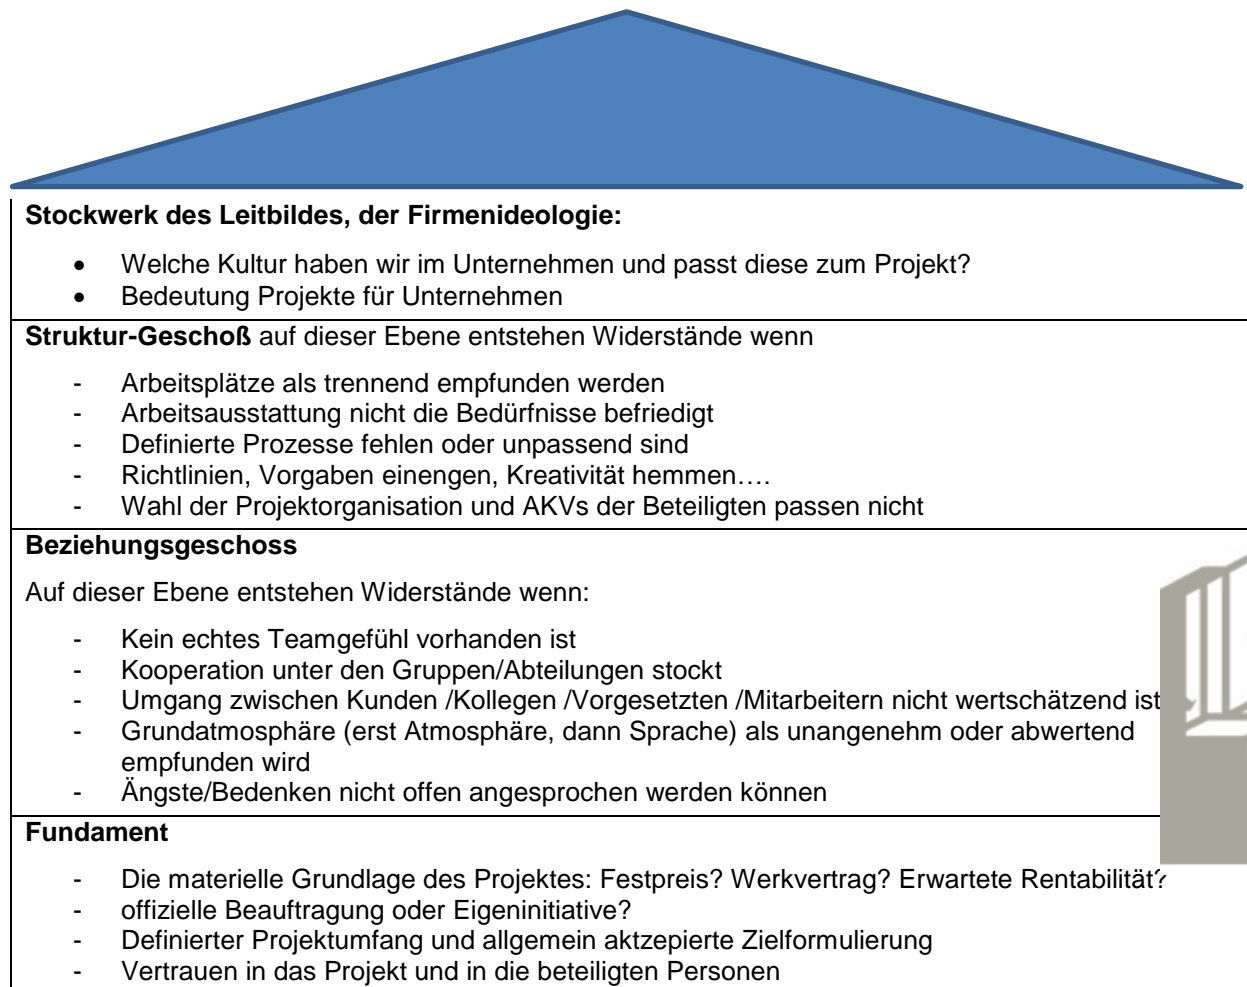 Stockwerk des Leitbildes, der Firmenideologie:
• Welche Kultur haben wir im Unternehmen und passt diese zum Projekt?
• Bedeutung Projekte für Unternehmen
Struktur-Geschoß auf dieser Ebene entstehen Widerstände wenn
- Arbeitsplätze als trennend empfunden werden
- Arbeitsausstattung nicht die Bedürfnisse befriedigt
- Definierte Prozesse fehlen oder unpassend sind
- Richtlinien, Vorgaben einengen, Kreativität hemmen….
- Wahl der Projektorganisation und AKVs der Beteiligten passen nicht
Beziehungsgeschoss
Auf dieser Ebene entstehen Widerstände wenn:
- Kein echtes Teamgefühl vorhanden ist
- Kooperation unter den Gruppen/Abteilungen stockt
- Umgang zwischen Kunden /Kollegen /Vorgesetzten /Mitarbeitern nicht wertschätzend ist
- Grundatmosphäre (erst Atmosphäre, dann Sprache) als unangenehm oder abwertend
empfunden wird
- Ängste/Bedenken nicht offen angesprochen werden können
Fundament
- Die materielle Grundlage des Projektes: Festpreis? Werkvertrag? Erwartete Rentabilität?
- offizielle Beauftragung oder Eigeninitiative?
- Definierter Projektumfang und allgemein aktzepierte Zielformulierung
- Vertrauen in das Projekt und in die beteiligten Personen